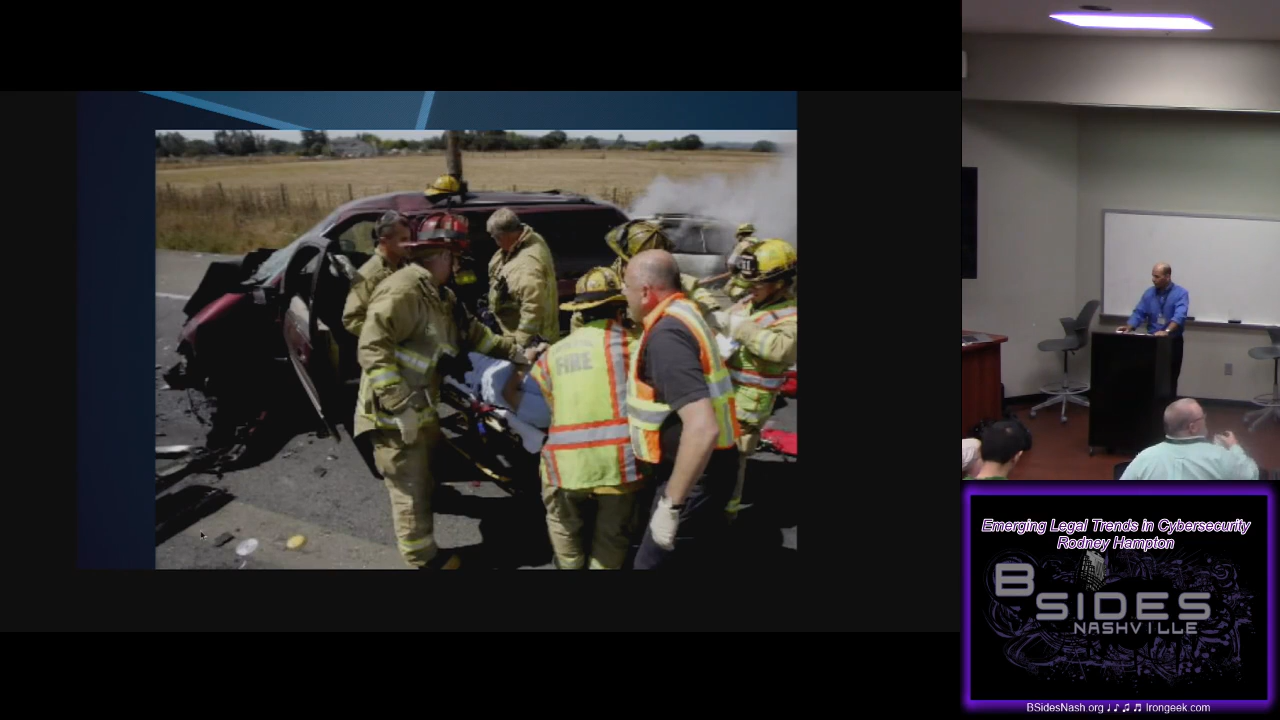 FIRE
Emerging Legal Trends in Cybersecurity
Rodney Hampton
BSIDES
NASHVILLE
BSidesNash.org ♩♪♫♬ Irongeek.com